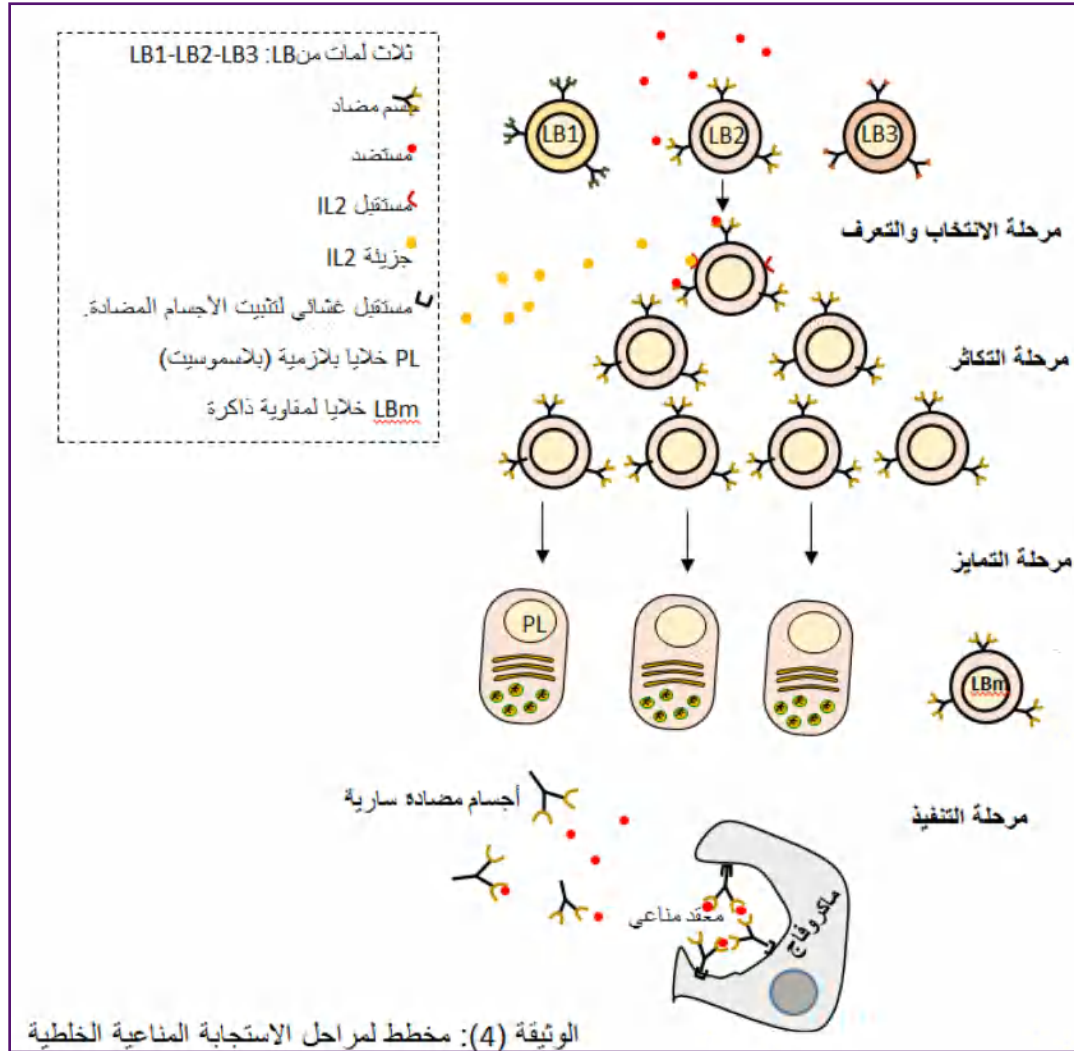 ثلاث لمات من LB: LB1-LB2-LB3
جسم مضاد
مستضد
مستقبل IL2
جزيئة IL2
مستقبل غشائي لتثبيت الأجسام المضادة.
PL خلايا بلازمية (بلاسموسيت)
LBm خلايا لمفاوية ذاكرة
LB1
LB2
LB3
مرحلة الانتخاب والتعرف
مرحلة التكاثر
مرحلة التمايز
PL
LBm
أجسام مضادة سارية
مرحلة التنفيذ
معقد مناعي
ماكروفاج
الوثيقة (4): مخطط لمراحل الاستجابة المناعية الخلطية